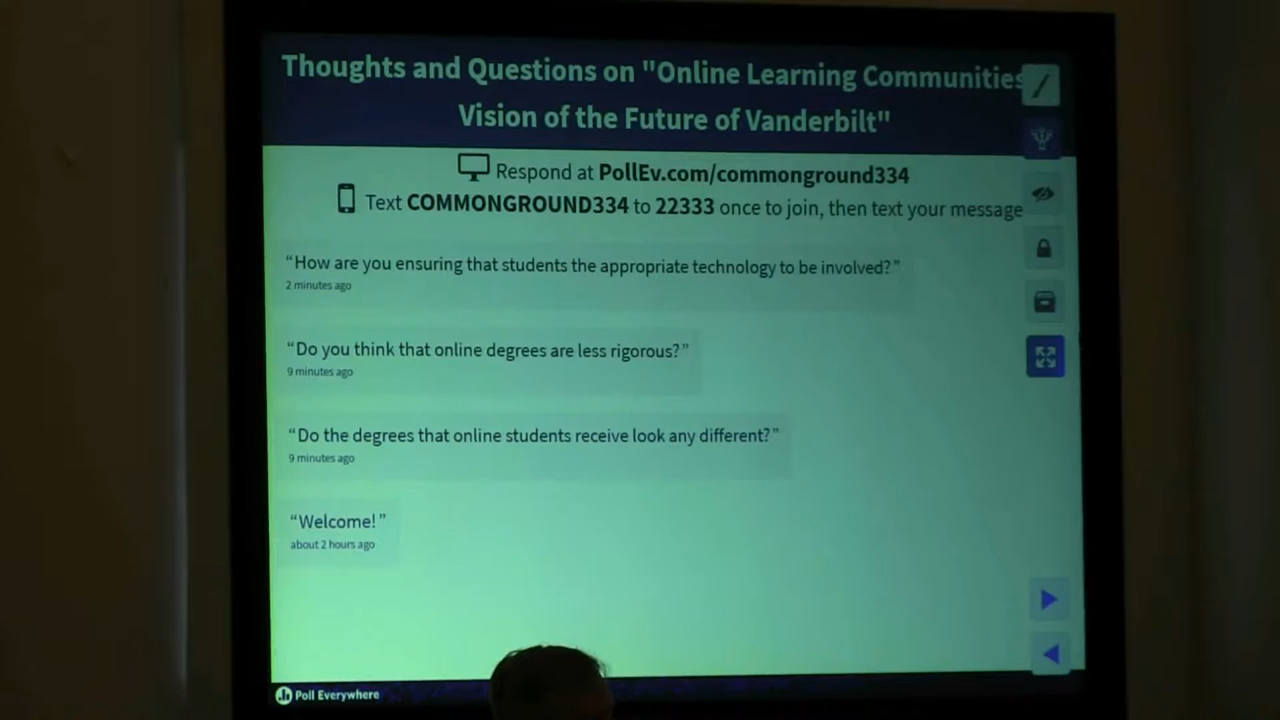 Thoughts and Questions on "Online Learning Communities
Vision of the Future of Vanderbilt"
Respond at PollEv.com/commonground334
Text COMMONGROUND334 to 22333 once to join, then text your message
“How are you ensuring that students the appropriate technology to be involved?”
2 minutes ago
“Do you think that online degrees are less rigorous?”
9 minutes ago
“Do the degrees that online students receive look any different?”
9 minutes ago
“Welcome!”
about 2 hours ago
Poll Everywhere